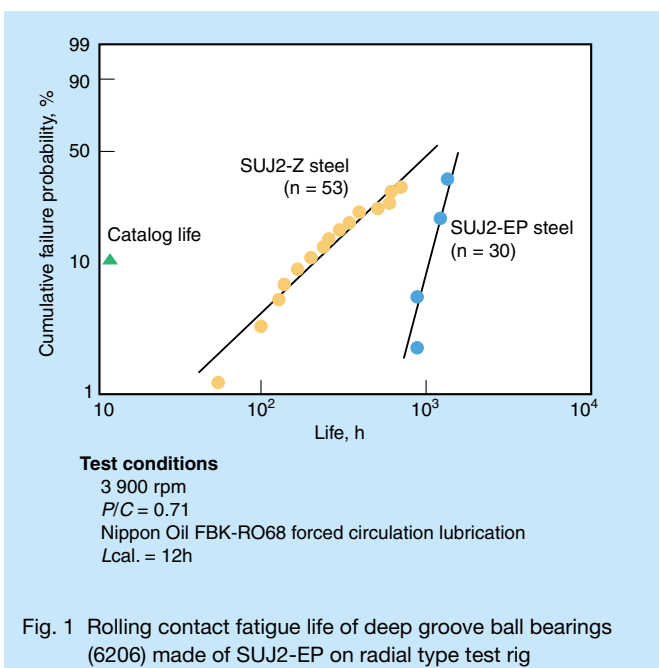 99
90
50
10
1
Cumulative failure probability, %
SUJ2-Z steel
(n = 53)
Catalog life
SUJ2-EP steel
(n = 30)
10
10²
10³
10⁴
Life, h
Test conditions
3 900 rpm
P/C = 0.71
Nippon Oil FBK-RO68 forced circulation lubrication
Lcal. = 12h
Fig. 1 Rolling contact fatigue life of deep groove ball bearings
(6206) made of SUJ2-EP on radial type test rig